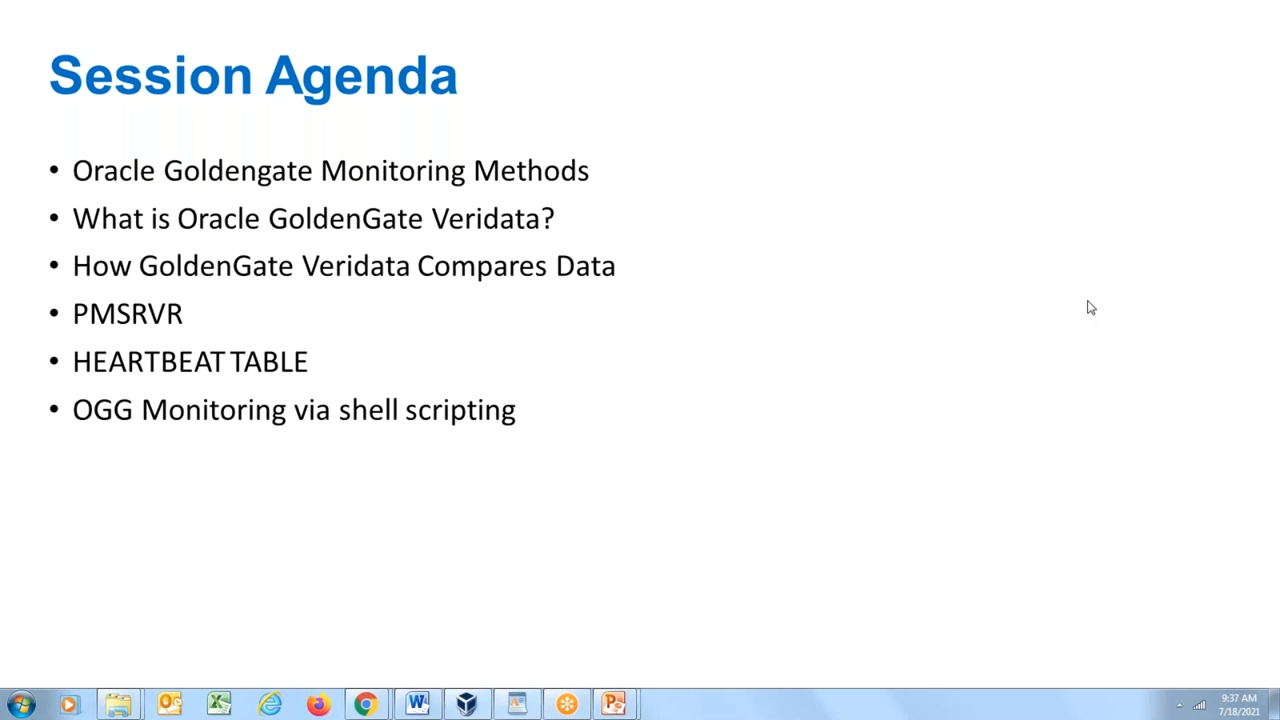 Session Agenda
• Oracle Goldengate Monitoring Methods
• What is Oracle GoldenGate Veridata?
• How GoldenGate Veridata Compares Data
• PMSRVR
• HEARTBEAT TABLE
• OGG Monitoring via shell scripting
9:37 AM
7/18/2021